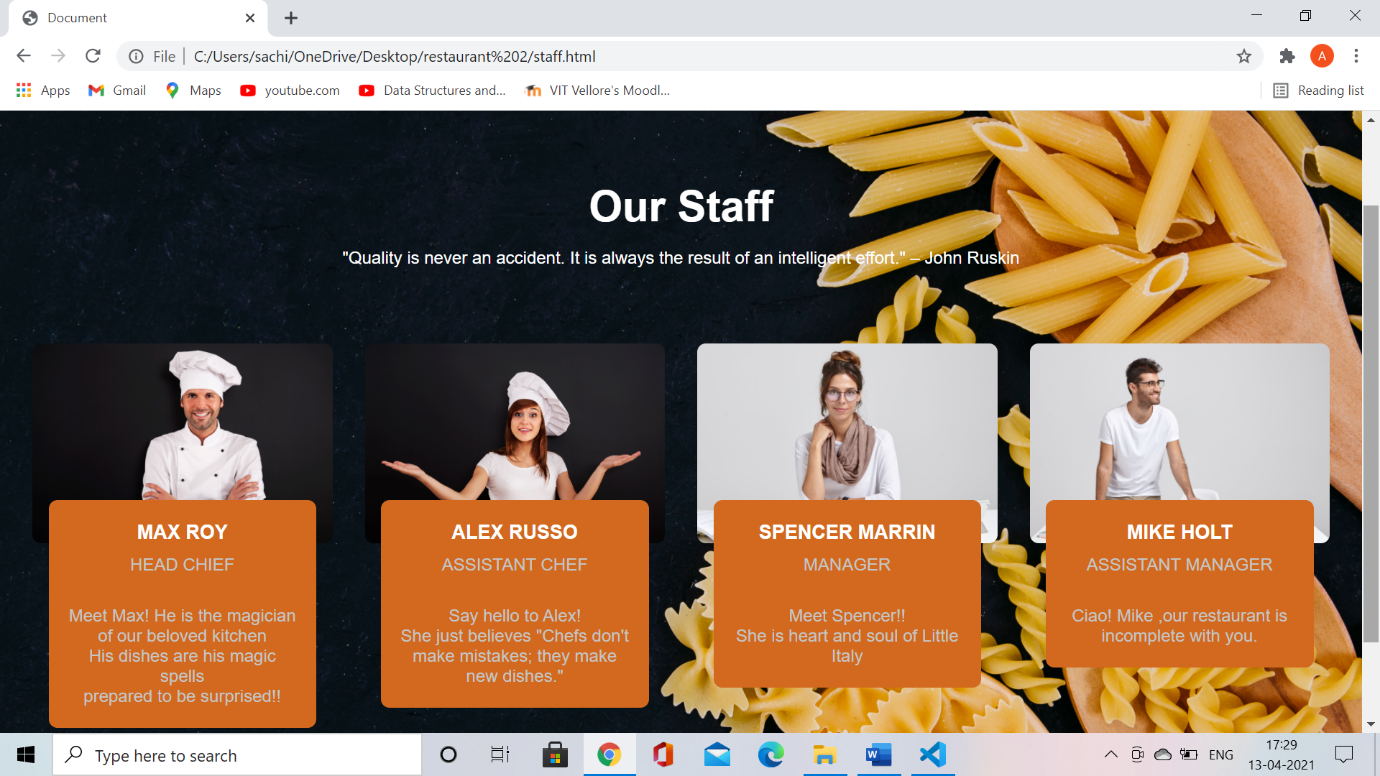 Document
File
C:/Users/sachi/OneDrive/Desktop/restaurant%202/staff.html
A
Apps
Gmail
Maps
youtube.com
Data Structures and...
VIT Vellore's Moodl...
Reading list
Our Staff
"Quality is never an accident. It is always the result of an intelligent effort." – John Ruskin
MAX ROY
HEAD CHIEF
Meet Max! He is the magician
of our beloved kitchen
His dishes are his magic
spells
prepared to be surprised!!
ALEX RUSSO
ASSISTANT CHEF
Say hello to Alex!
She just believes "Chefs don't
make mistakes; they make
new dishes."
SPENCER MARRIN
MANAGER
Meet Spencer!!
She is heart and soul of Little
Italy
MIKE HOLT
ASSISTANT MANAGER
Ciao! Mike ,our restaurant is
incomplete with you.
Type here to search
ENG
17:29
13-04-2021